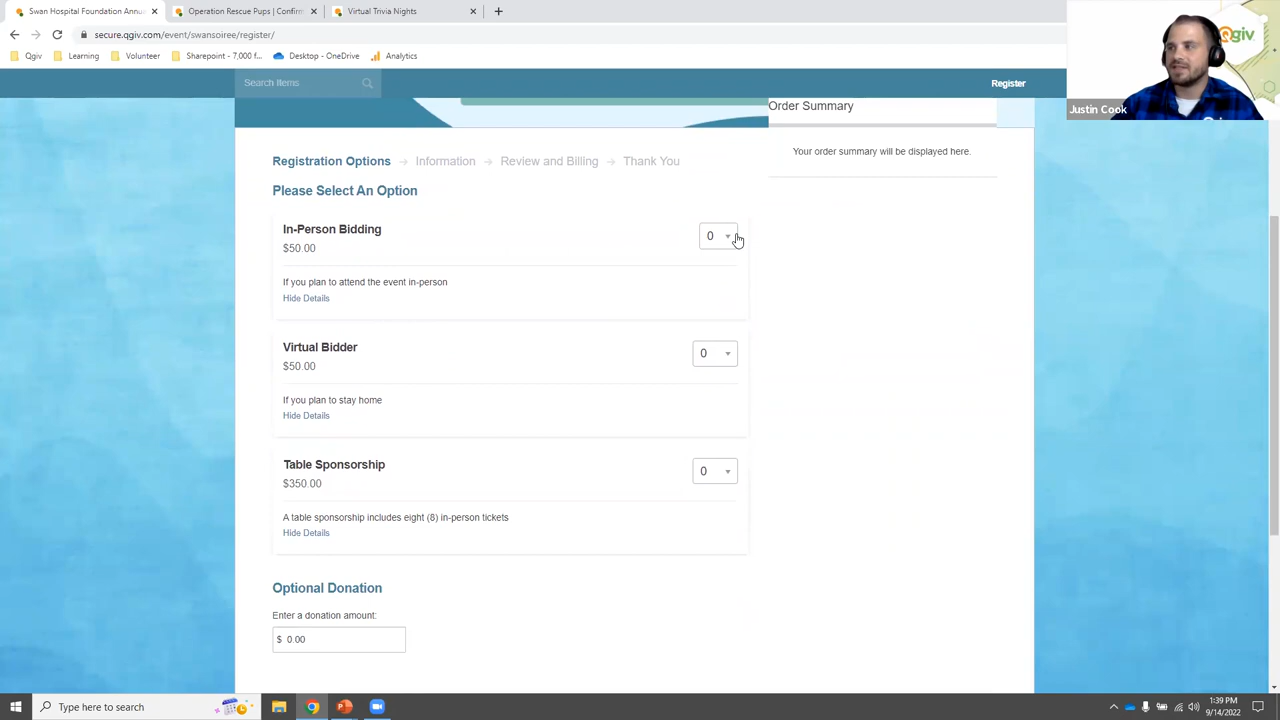 Swan Hospital Foundation Annu
Operation Rescue Pups | Confirm
Virtual Trivia Nights
secure.qgiv.com/event/swansoiree/register/
Qgiv
Learning
Volunteer
Sharepoint - 7,000 f...
Desktop - OneDrive
Analytics
Qgiv
Justin Cook
Search Items
Register
Order Summary
Your order summary will be displayed here.
Registration Options → Information → Review and Billing → Thank You
Please Select An Option
In-Person Bidding
0
$50.00
If you plan to attend the event in-person
Hide Details
Virtual Bidder
0
$50.00
If you plan to stay home
Hide Details
Table Sponsorship
0
$350.00
A table sponsorship includes eight (8) in-person tickets
Hide Details
Optional Donation
Enter a donation amount:
$ 0.00
Type here to search
1:39 PM
9/14/2022